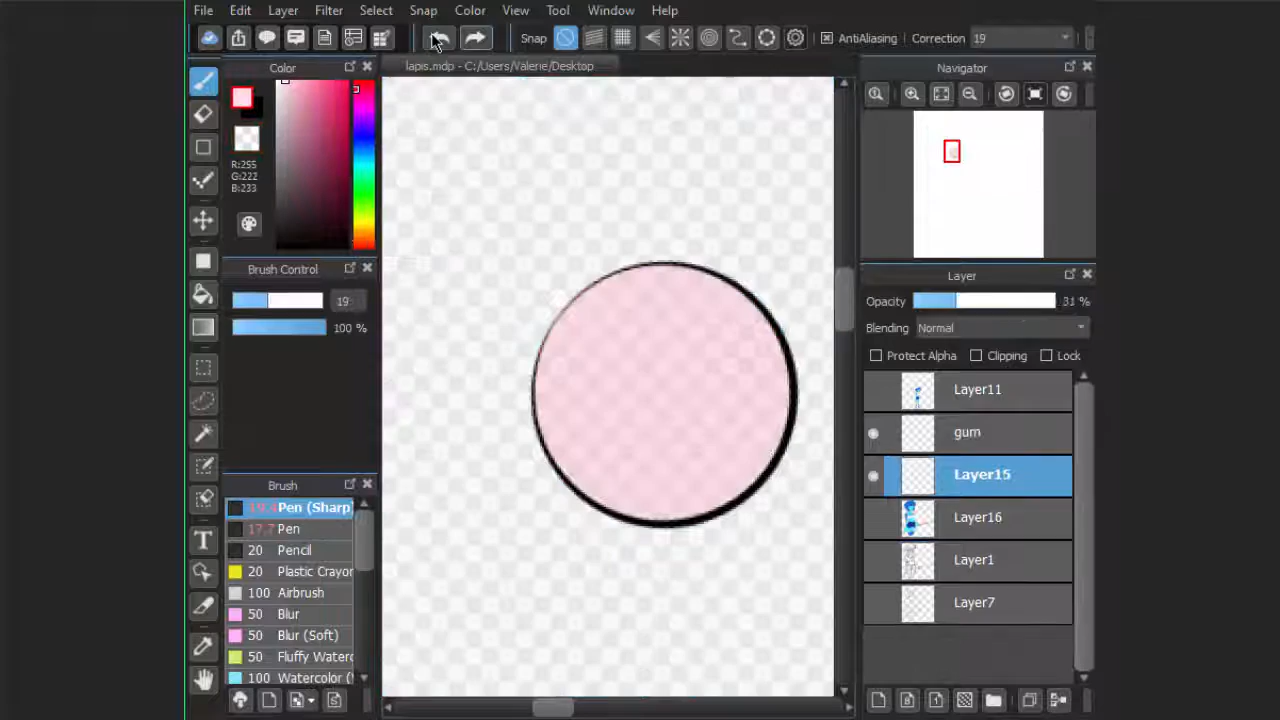 File Edit Layer Filter Select Snap Color View Tool Window Help
Snap AntiAliasing Correction 19
Color
lapis.mdp - C:/Users/Valerie/Desktop
Navigator
R:255
G:222
B:233
Brush Control
19
100 %
Layer
Opacity 31 %
Blending Normal
Protect Alpha Clipping Lock
Layer11
gum
Layer15
Layer16
Layer1
Layer7
Brush
Pen (Sharp)
17.7 Pen
20 Pencil
20 Plastic Crayon
100 Airbrush
50 Blur
50 Blur (Soft)
50 Fluffy Waterc
100 Watercolor (